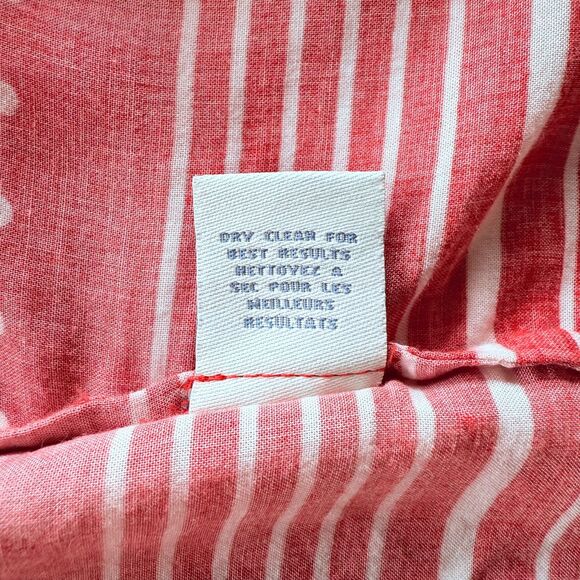 DRY CLEAN FOR
BEST RESULTS
NETTOYEZ A
SEC POUR LES
MEILLEURS
RESULTATS